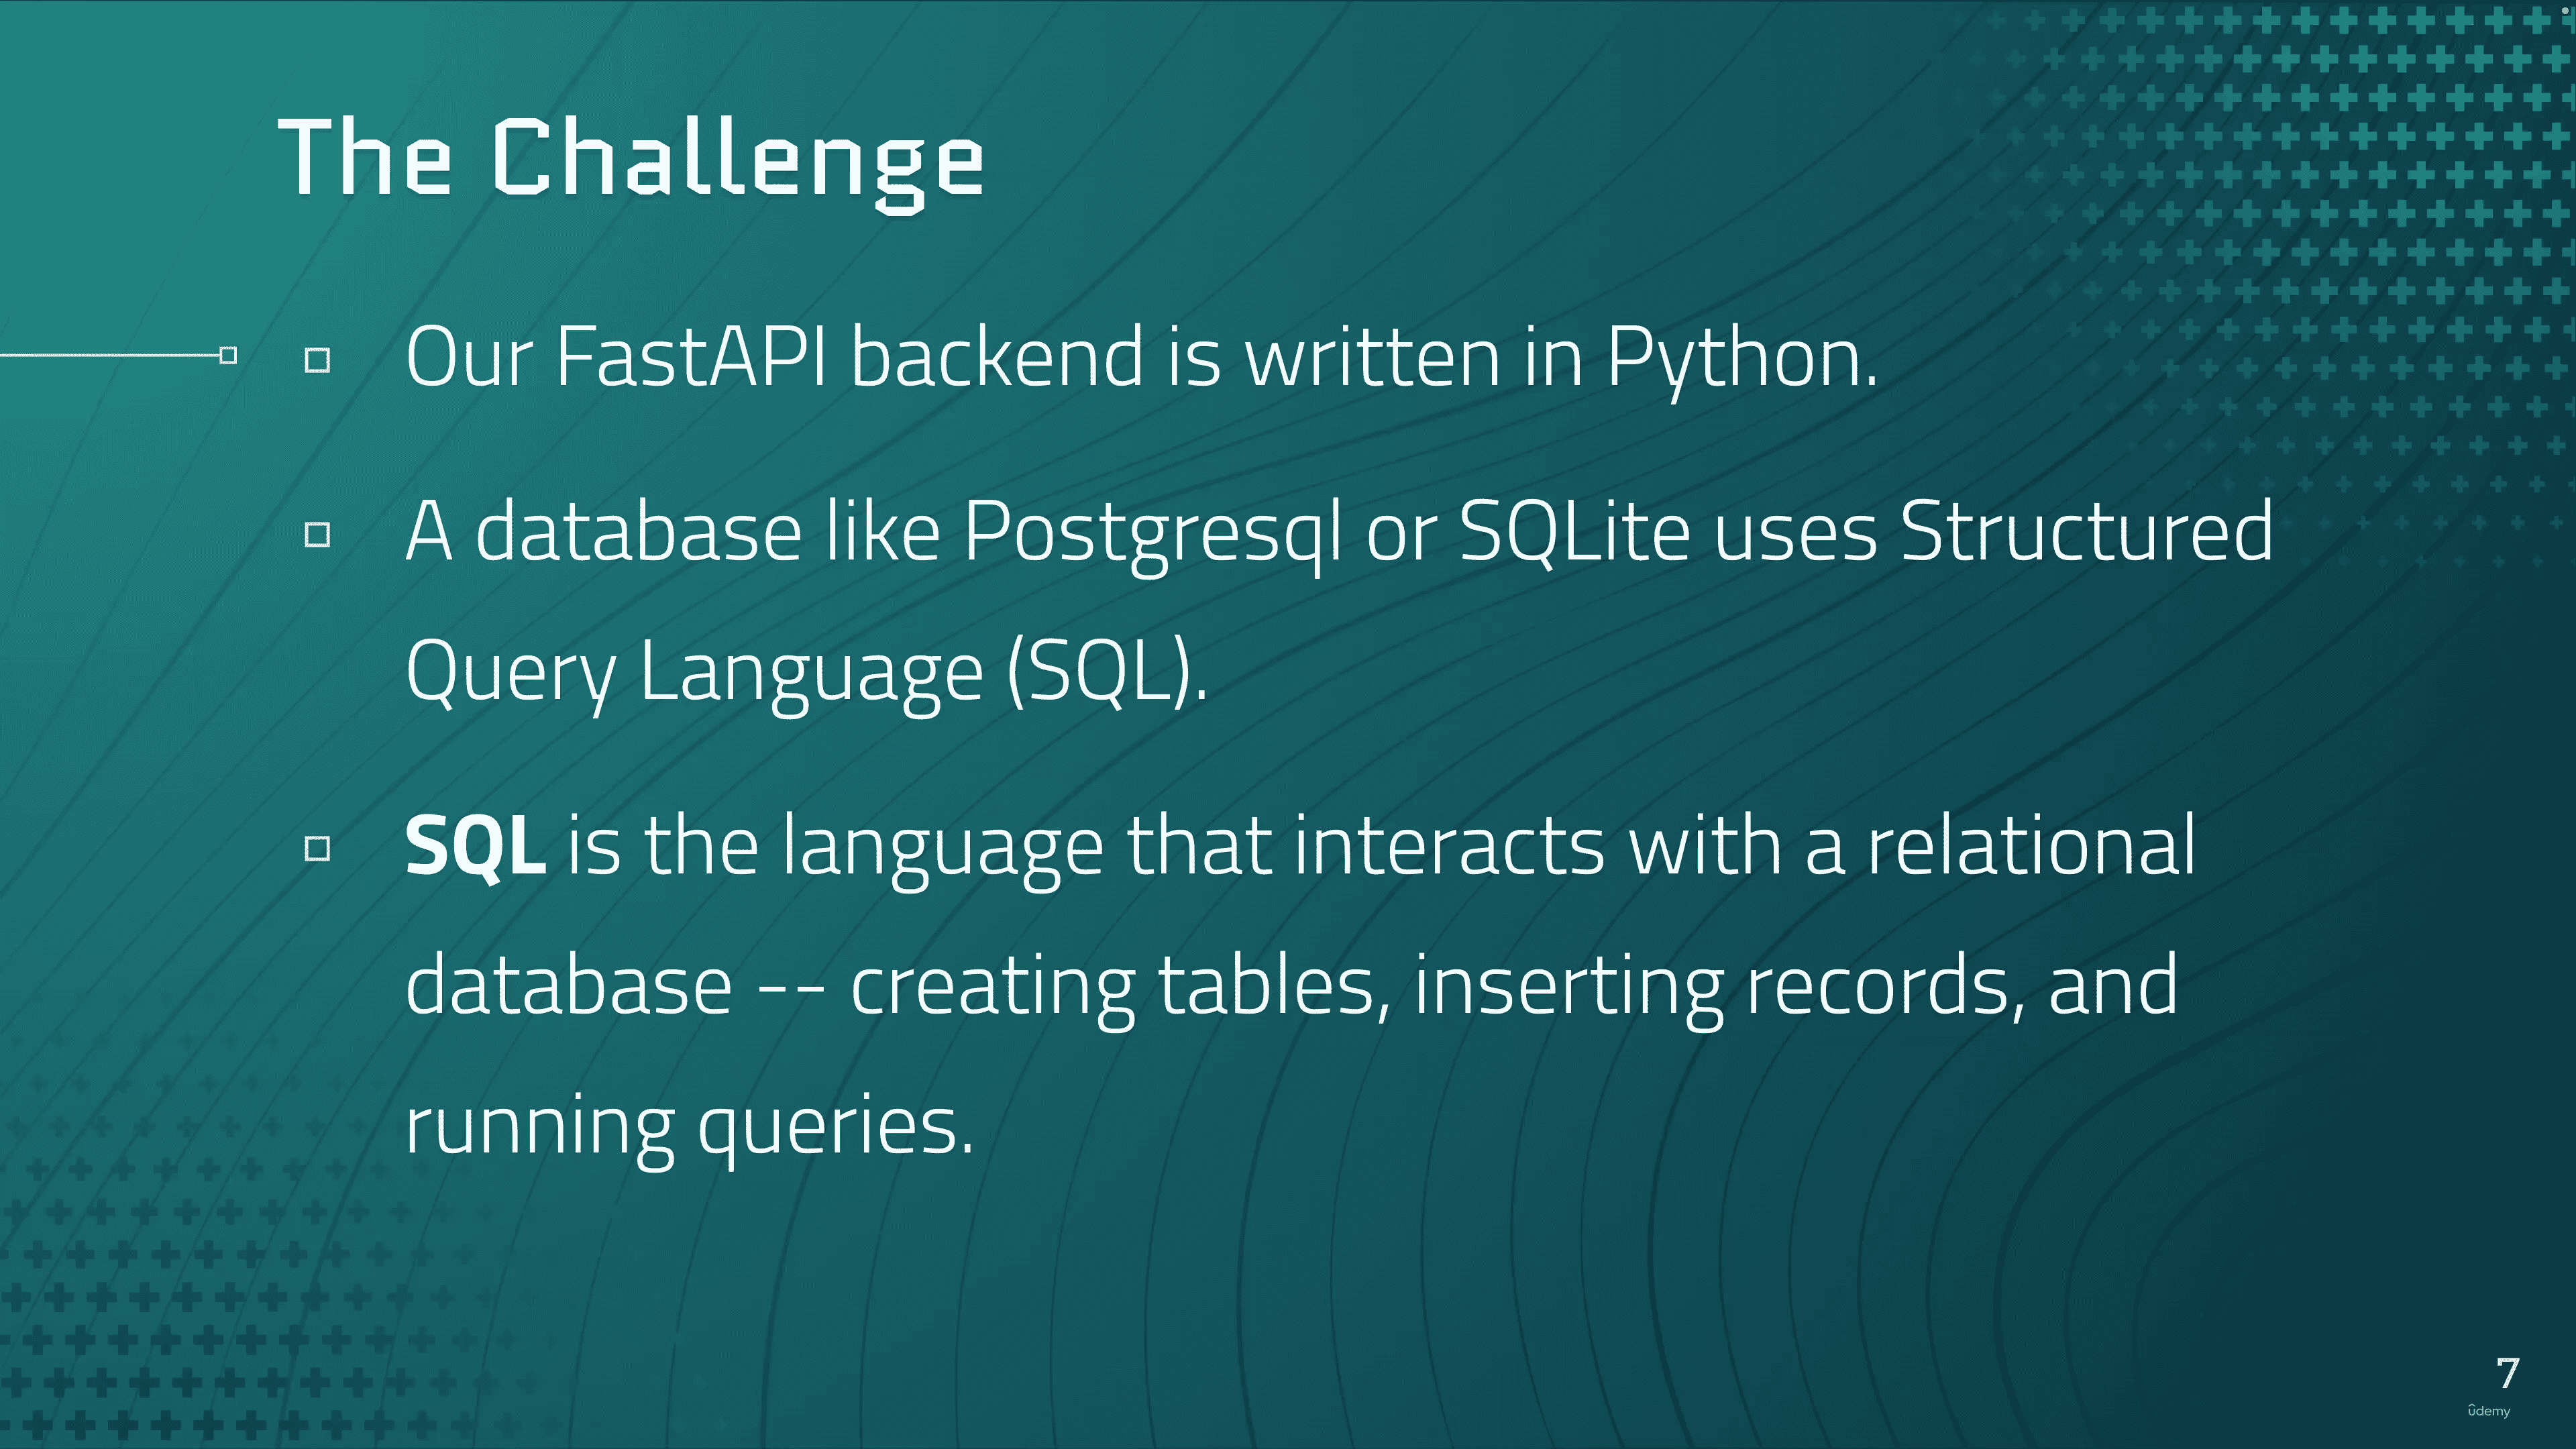 The Challenge
Our FastAPI backend is written in Python.
A database like Postgresql or SQLite uses Structured
Query Language (SQL).
SQL is the language that interacts with a relational
database -- creating tables, inserting records, and
running queries.
7
ûdemy